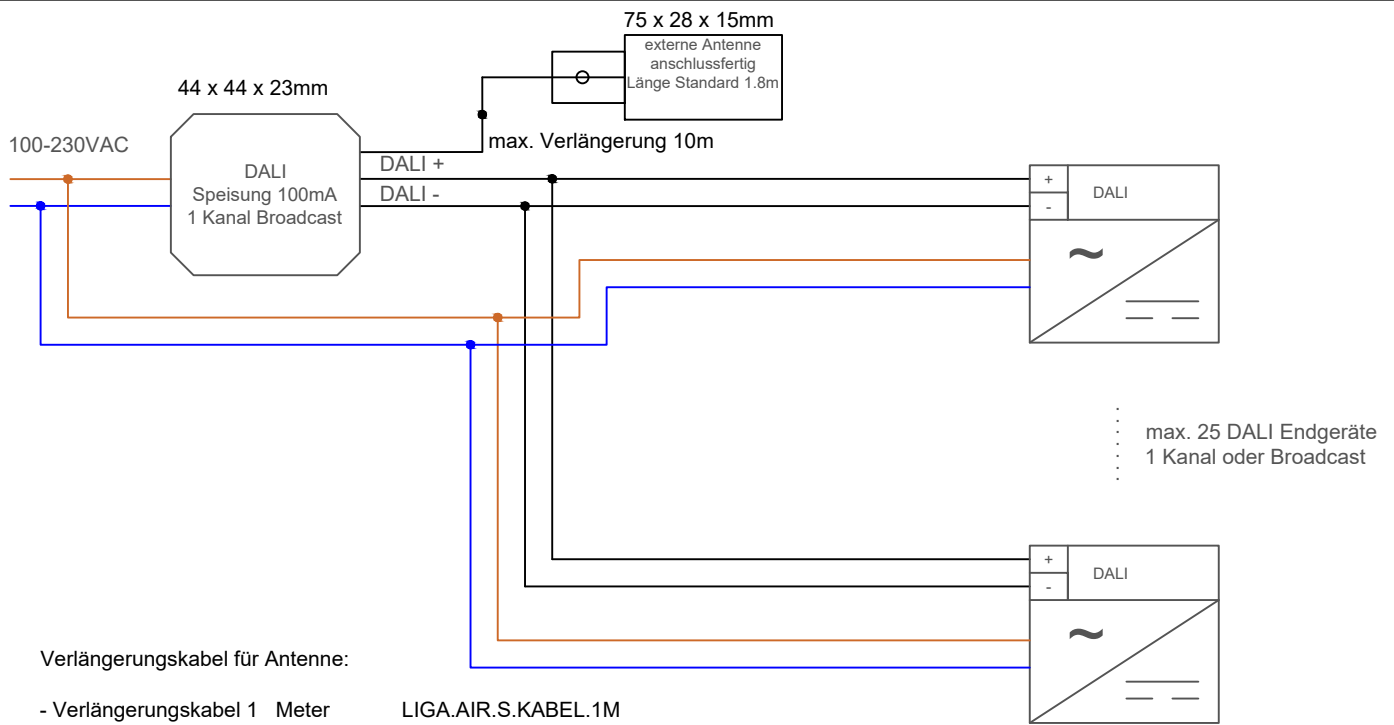 75 x 28 x 15mm
externe Antenne
anschlussfertig
Länge Standard 1.8m
44 x 44 x 23mm
max. Verlängerung 10m
100-230VAC
DALI
Speisung 100mA
1 Kanal Broadcast
DALI +
DALI -
+
-
DALI
~
max. 25 DALI Endgeräte
1 Kanal oder Broadcast
+
-
DALI
~
Verlängerungskabel für Antenne:
- Verlängerungskabel 1 Meter LIGA.AIR.S.KABEL.1M